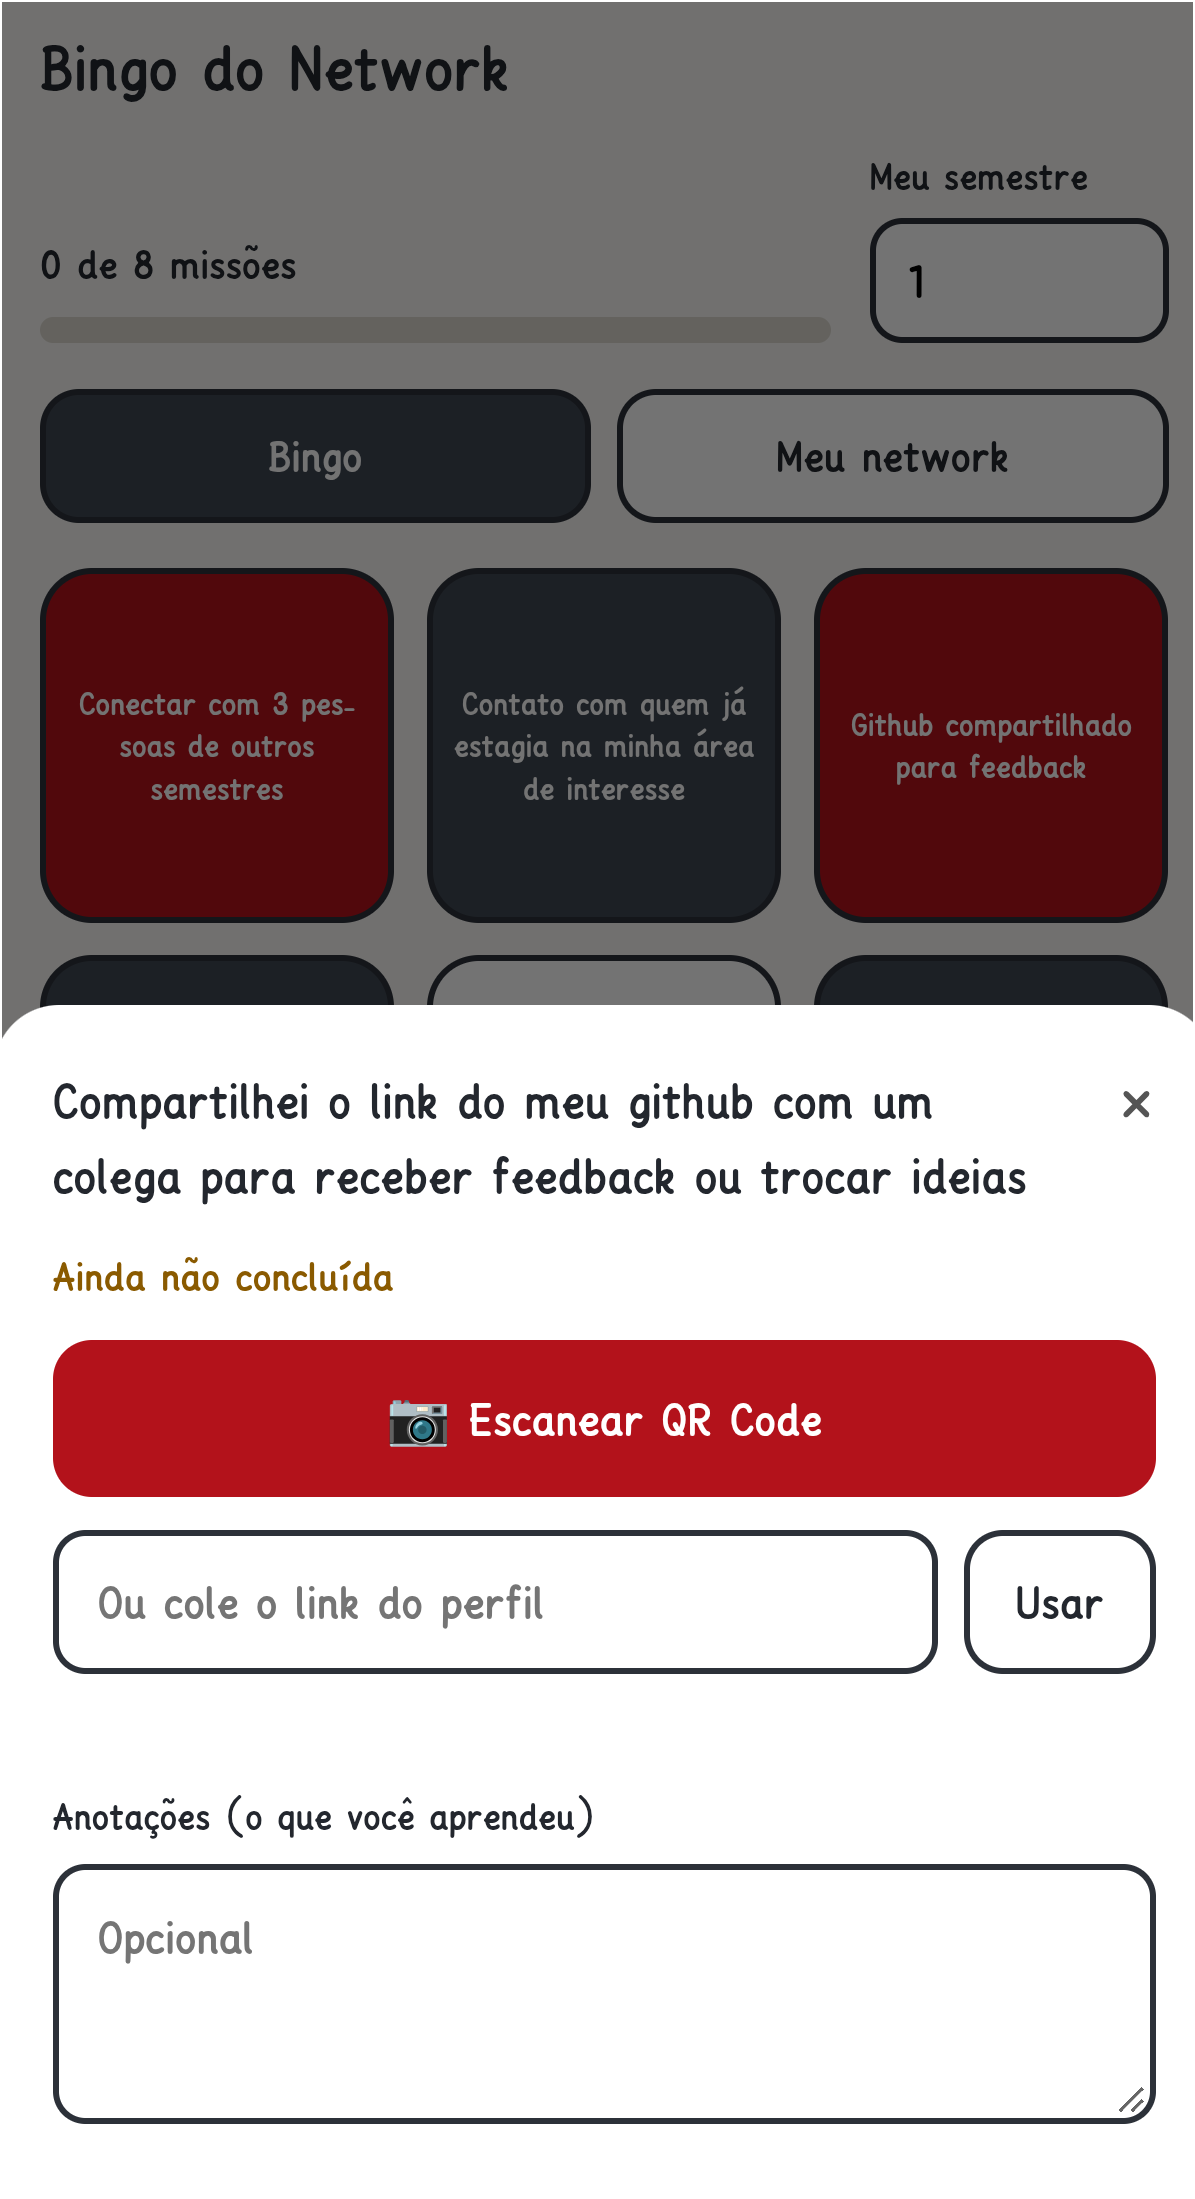 Bingo do Network
Meu semestre
0 de 8 missões
1
Bingo
Meu network
Conectar com 3 pes-
soas de outros
semestres
Contato com quem já
estagia na minha área
de interesse
Github compartilhado
para feedback
Compartilhei o link do meu github com um
colega para receber feedback ou trocar ideias
×
Ainda não concluída
📷 Escanear QR Code
Ou cole o link do perfil
Usar
Anotações (o que você aprendeu)
Opcional